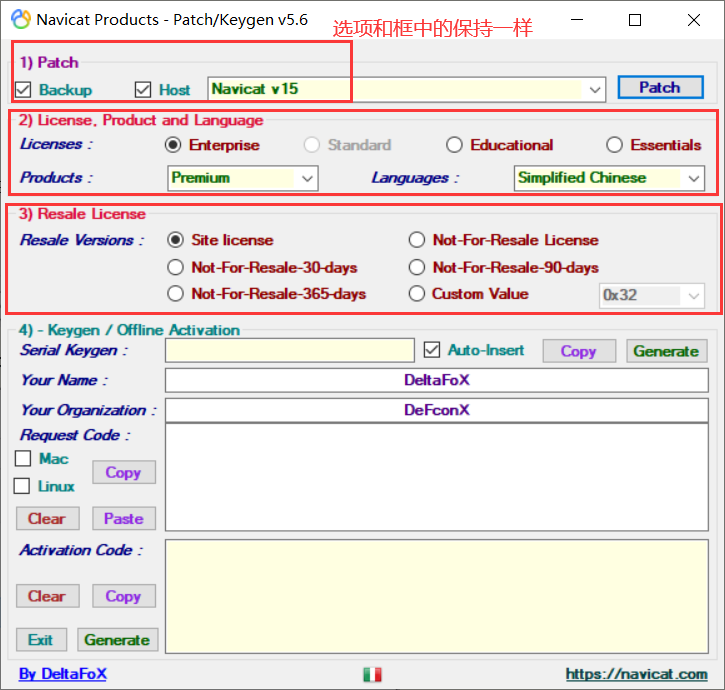 Navicat Products - Patch/Keygen v5.6
选项和框中的保持一样
1) Patch
Backup Host Navicat v15 Patch
2) License, Product and Language
Licenses : Enterprise Standard Educational Essentials
Products : Premium Languages : Simplified Chinese
3) Resale License
Resale Versions : Site license Not-For-Resale License
Not-For-Resale-30-days Not-For-Resale-90-days
Not-For-Resale-365-days Custom Value 0x32
4) - Keygen / Offline Activation
Serial Keygen : Auto-Insert Copy Generate
Your Name : DeltaFoX
Your Organization : DeFconX
Request Code :
Mac
Copy
Linux
Clear Paste
Activation Code :
Clear Copy
Exit Generate
By DeltaFoX https://navicat.com